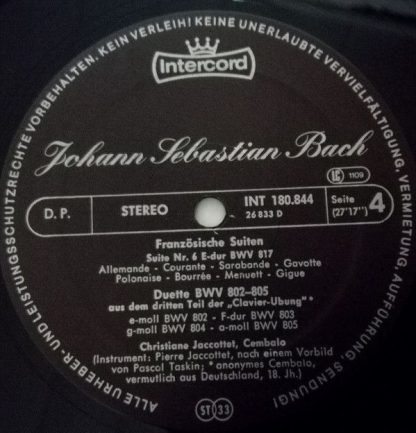 ALLE URHEBER- UND LEISTUNGSSCHUTZRECHTE VORBEHALTEN. KEIN VERLEIH! KEINE UNERLAUBTE VERVIELFÄLTIGUNG, VERMIETUNG, AUFFÜHRUNG, SENDUNG!
Intercord
Johann Sebastian Bach
LC 1109
D. P.
STEREO
INT 180.844
26 833 D
Seite
(27'17")
4
Französische Suiten
Suite Nr. 6 E-dur BWV 817
Allemande - Courante - Sarabande - Gavotte
Polonaise - Bourrée - Menuett - Gigue
Duette BWV 802–805
aus dem dritten Teil der „Clavier-Ubung"*
e-moll BWV 802 - F-dur BWV 803
g-moll BWV 804 - a-moll BWV 805
Christiane Jaccottet, Cembalo
(Instrument: Pierre Jaccottet, nach einem Vorbild
von Pascal Taskin; *anonymes Cembalo,
vermutlich aus Deutschland, 18. Jh.)
ST 33